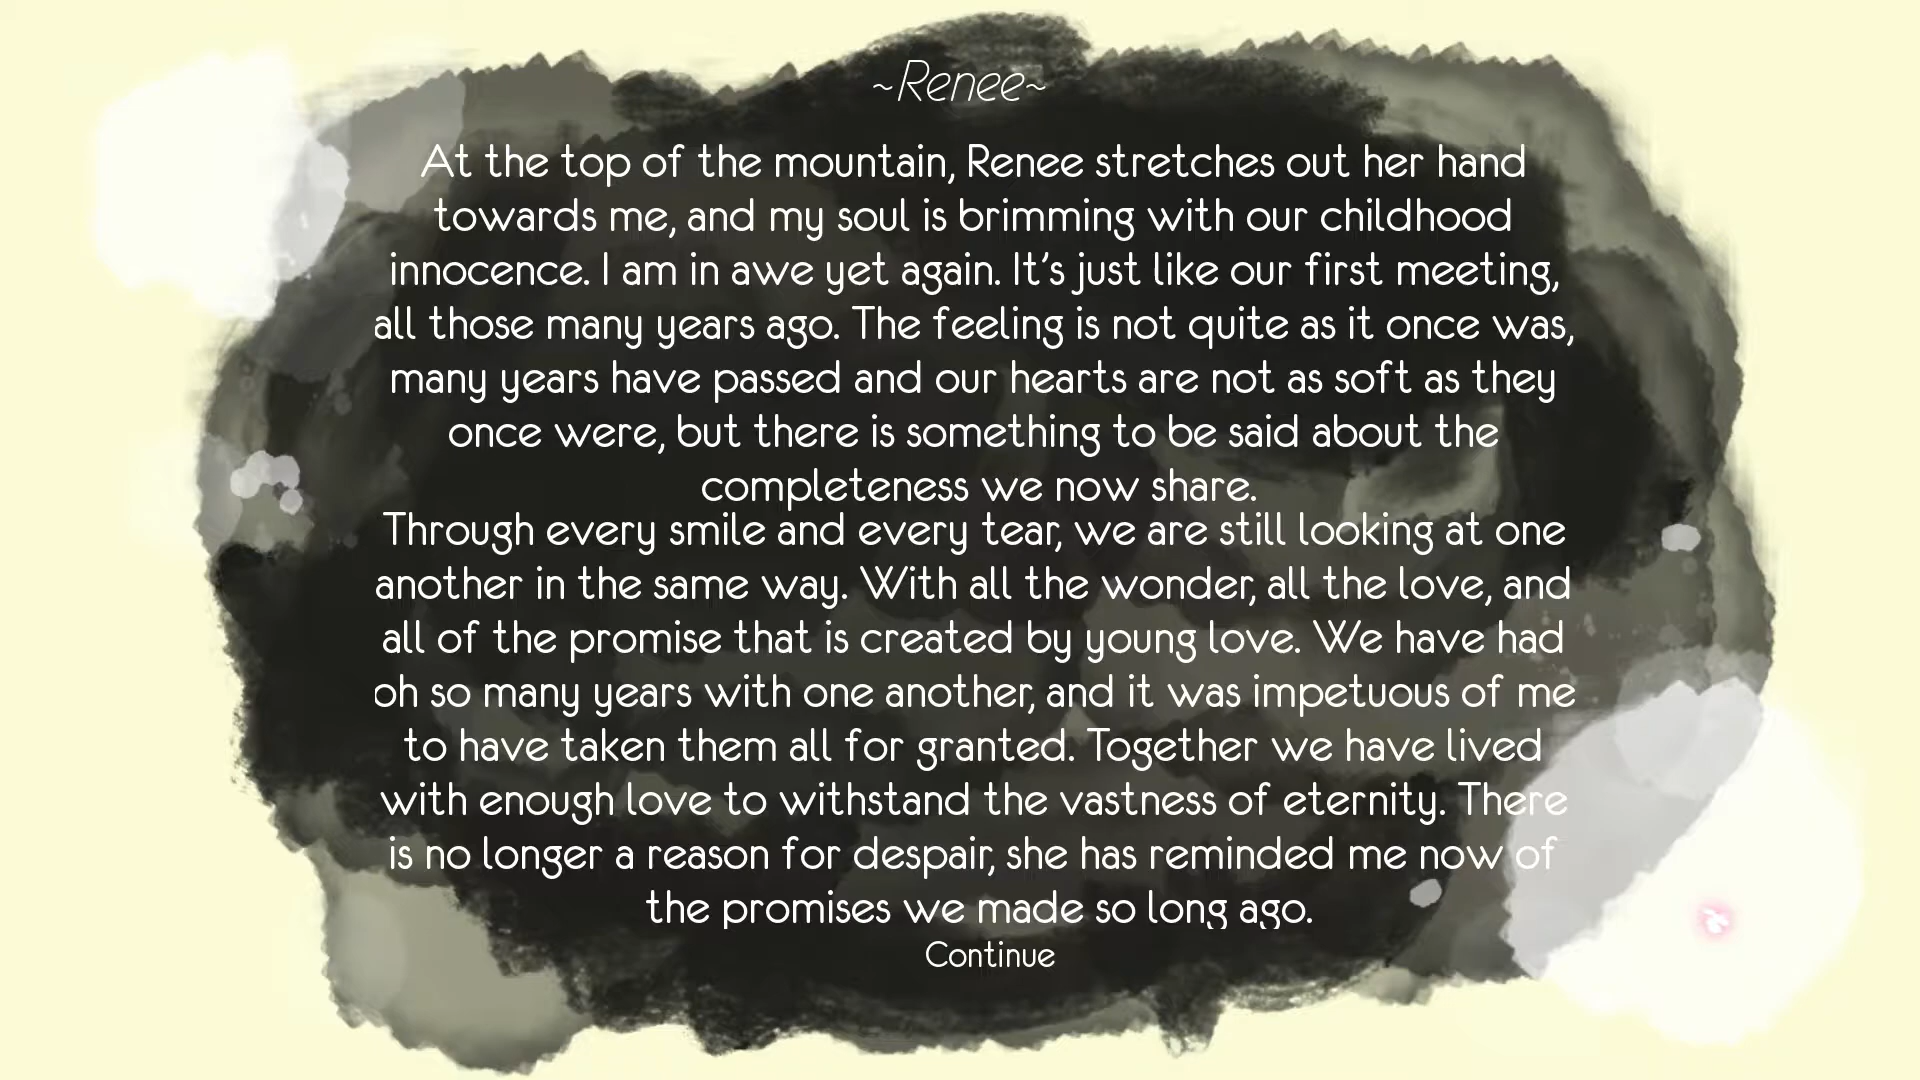 ~Renee~
At the top of the mountain, Renee stretches out her hand
towards me, and my soul is brimming with our childhood
innocence. I am in awe yet again. It's just like our first meeting,
all those many years ago. The feeling is not quite as it once was,
many years have passed and our hearts are not as soft as they
once were, but there is something to be said about the
completeness we now share.
Through every smile and every tear, we are still looking at one
another in the same way. With all the wonder, all the love, and
all of the promise that is created by young love. We have had
oh so many years with one another, and it was impetuous of me
to have taken them all for granted. Together we have lived
with enough love to withstand the vastness of eternity. There
is no longer a reason for despair, she has reminded me now of
the promises we made so long ago.
Continue